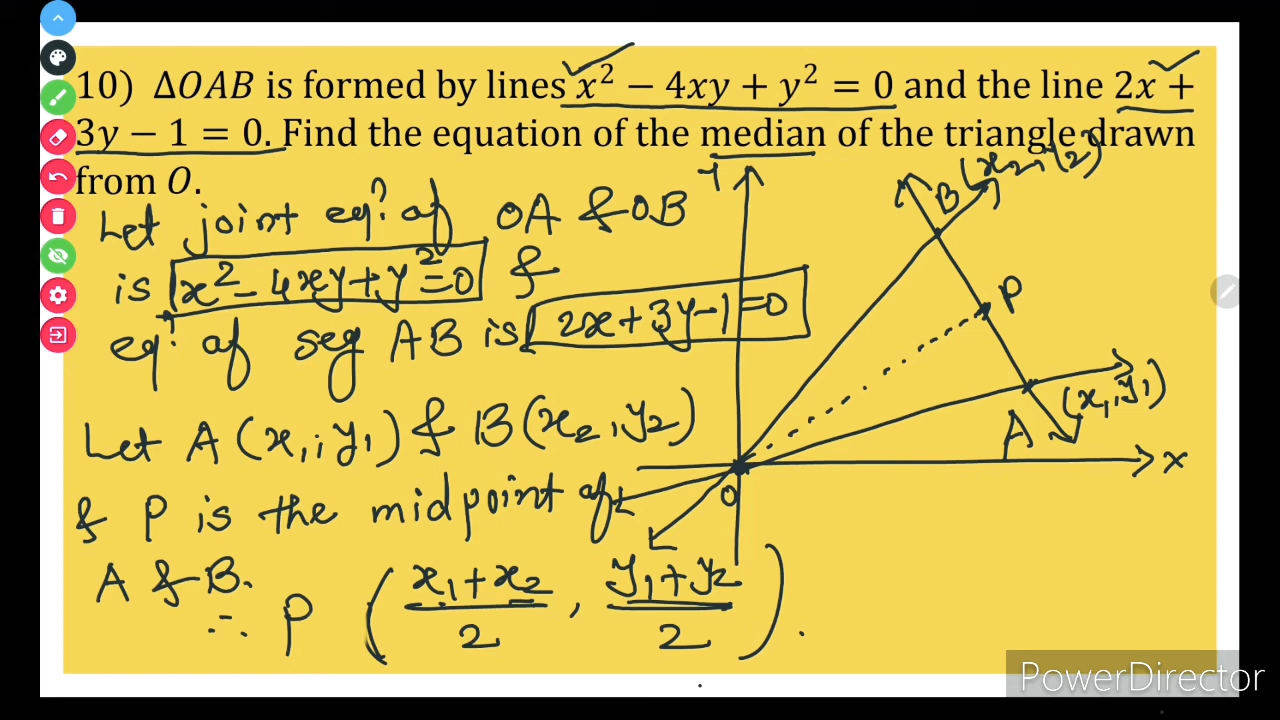 10) ΔOAB is formed by lines x² − 4xy + y² = 0 and the line 2x +
3y − 1 = 0. Find the equation of the median of the triangle drawn
from O.
Let joint eqⁿ of OA & OB
is x² - 4xy + y² = 0 &
eqⁿ of seg AB is 2x + 3y - 1 = 0
Let A (x₁, y₁) & B (x₂, y₂)
& P is the midpoint of
A & B.
∴ P ( x₁ + x₂ / 2 , y₁ + y₂ / 2 ) .
Y
B (x₂, y₂)
P
A (x₁, y₁)
X
O
PowerDirector